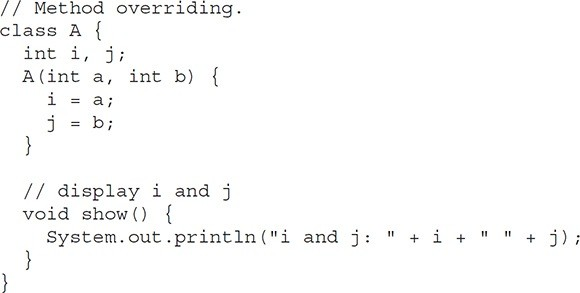 // Method overriding.
class A {
  int i, j;
  A(int a, int b) {
    i = a;
    j = b;
  }

  // display i and j
  void show() {
    System.out.println("i and j: " + i + " " + j);
  }
}